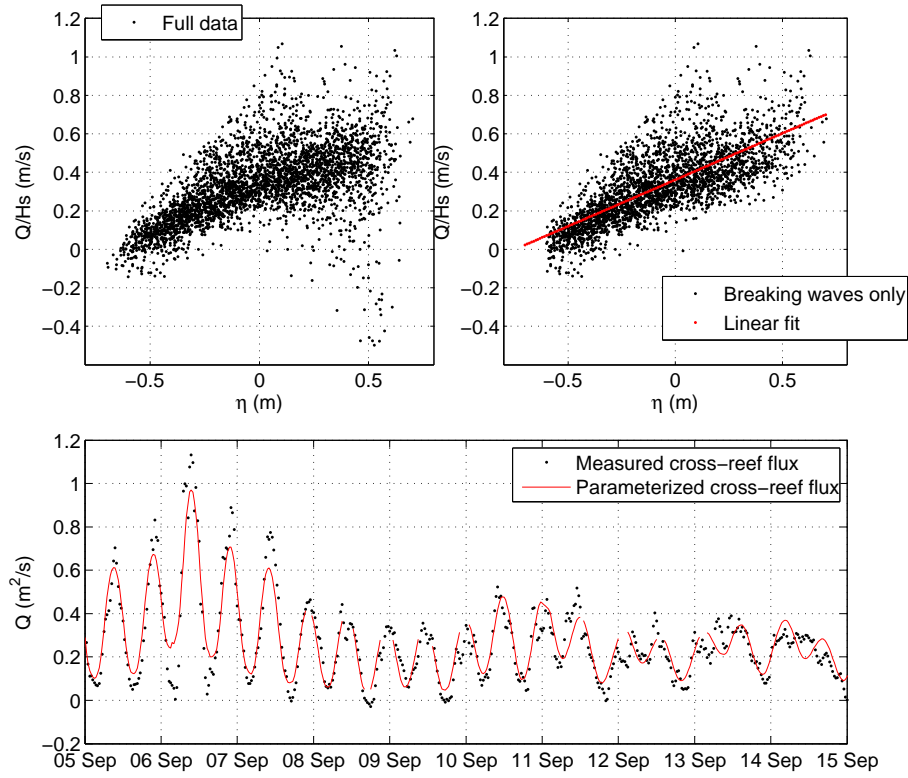 Full data
1.2
1
0.8
0.6
0.4
0.2
0
−0.2
−0.4
Q/Hs (m/s)
−0.5 0 0.5
η (m)
1.2
1
0.8
0.6
0.4
0.2
0
−0.2
−0.4
Q/Hs (m/s)
Breaking waves only
Linear fit
−0.5 0 0.5
η (m)
1.2
1
0.8
0.6
0.4
0.2
0
−0.2
Q (m²/s)
Measured cross−reef flux
Parameterized cross−reef flux
05 Sep 06 Sep 07 Sep 08 Sep 09 Sep 10 Sep 11 Sep 12 Sep 13 Sep 14 Sep 15 Sep